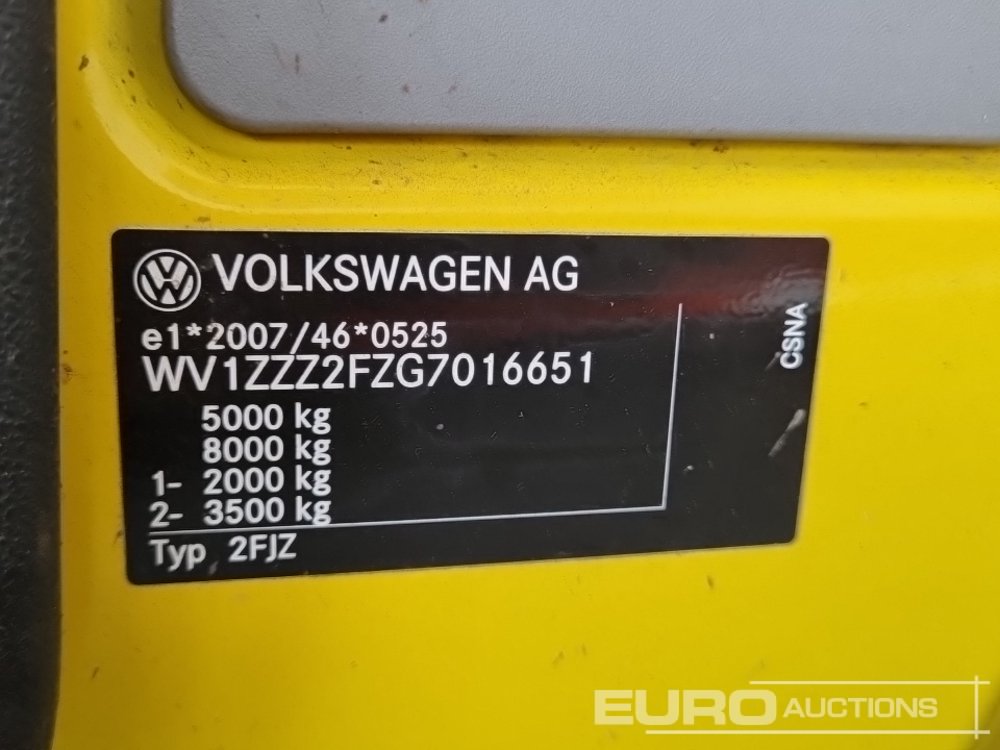 VOLKSWAGEN AG
e1*2007/46*0525
WV1ZZZ2FZG7016651
5000 kg
8000 kg
1- 2000 kg
2- 3500 kg
Typ 2FJZ
CSNA
EURO AUCTIONS